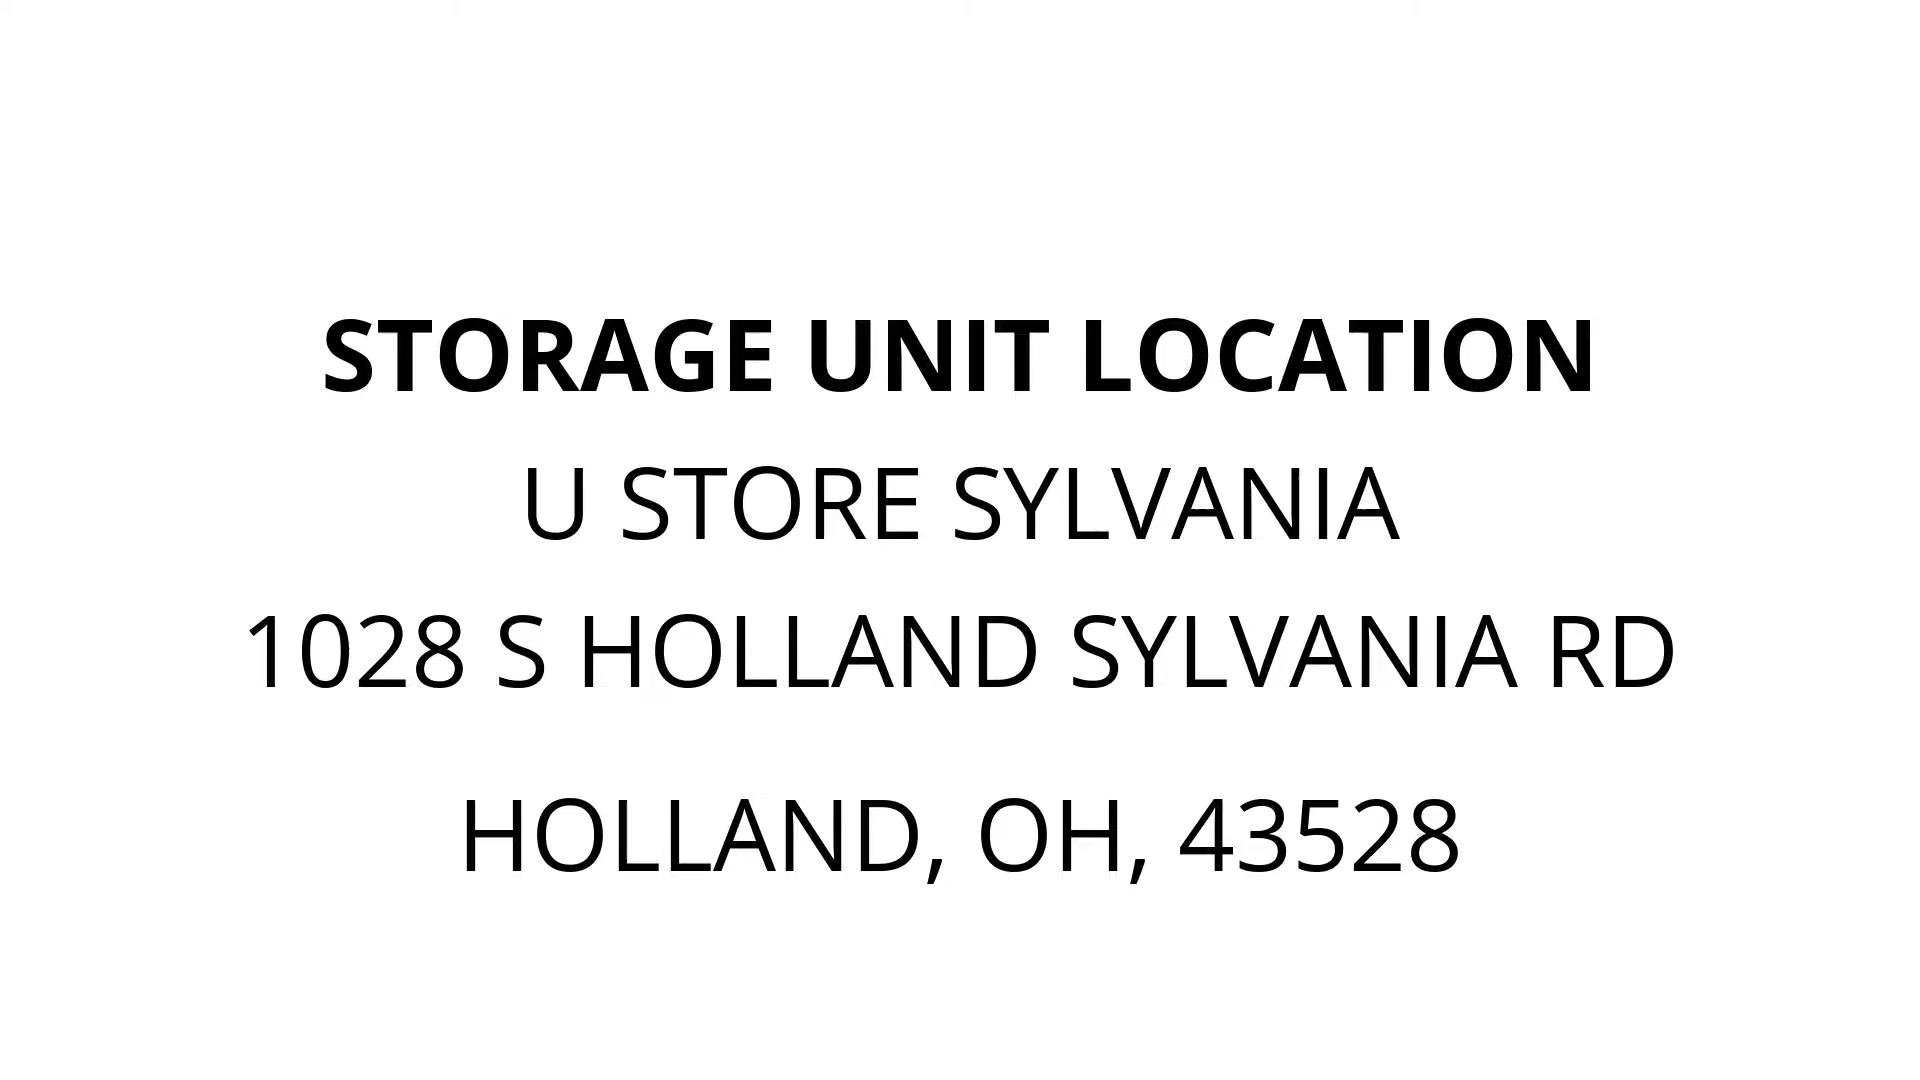 STORAGE UNIT LOCATION
U STORE SYLVANIA
1028 S HOLLAND SYLVANIA RD
HOLLAND, OH, 43528